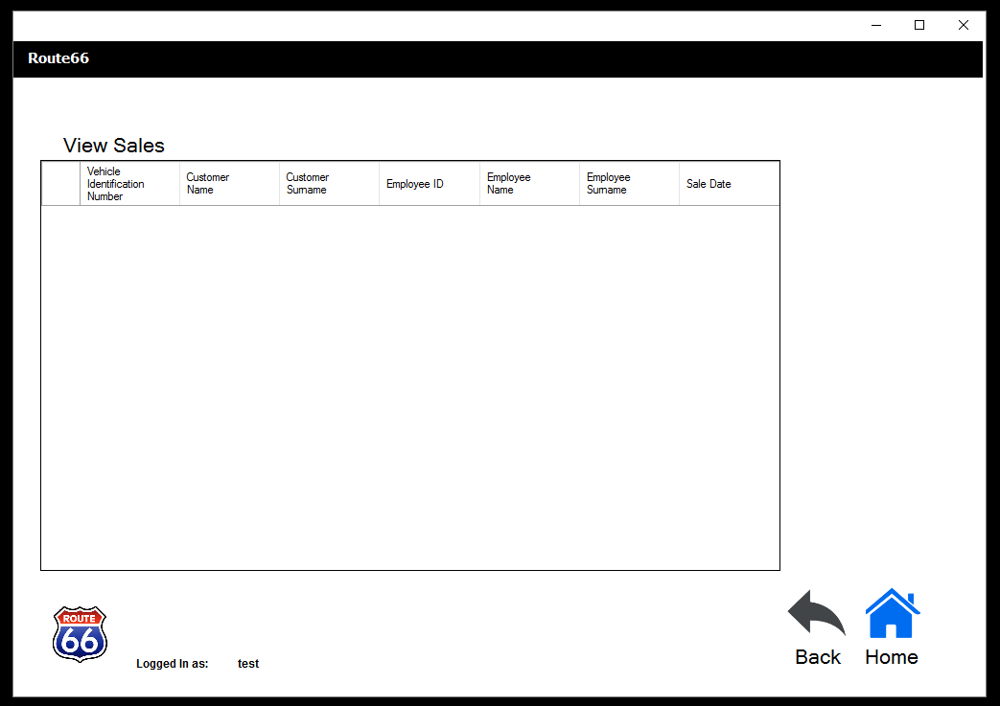 Route66
View Sales
Vehicle
Identification
Number
Customer
Name
Customer
Surname
Employee ID
Employee
Name
Employee
Surname
Sale Date
ROUTE
66
Logged In as: test
Back
Home